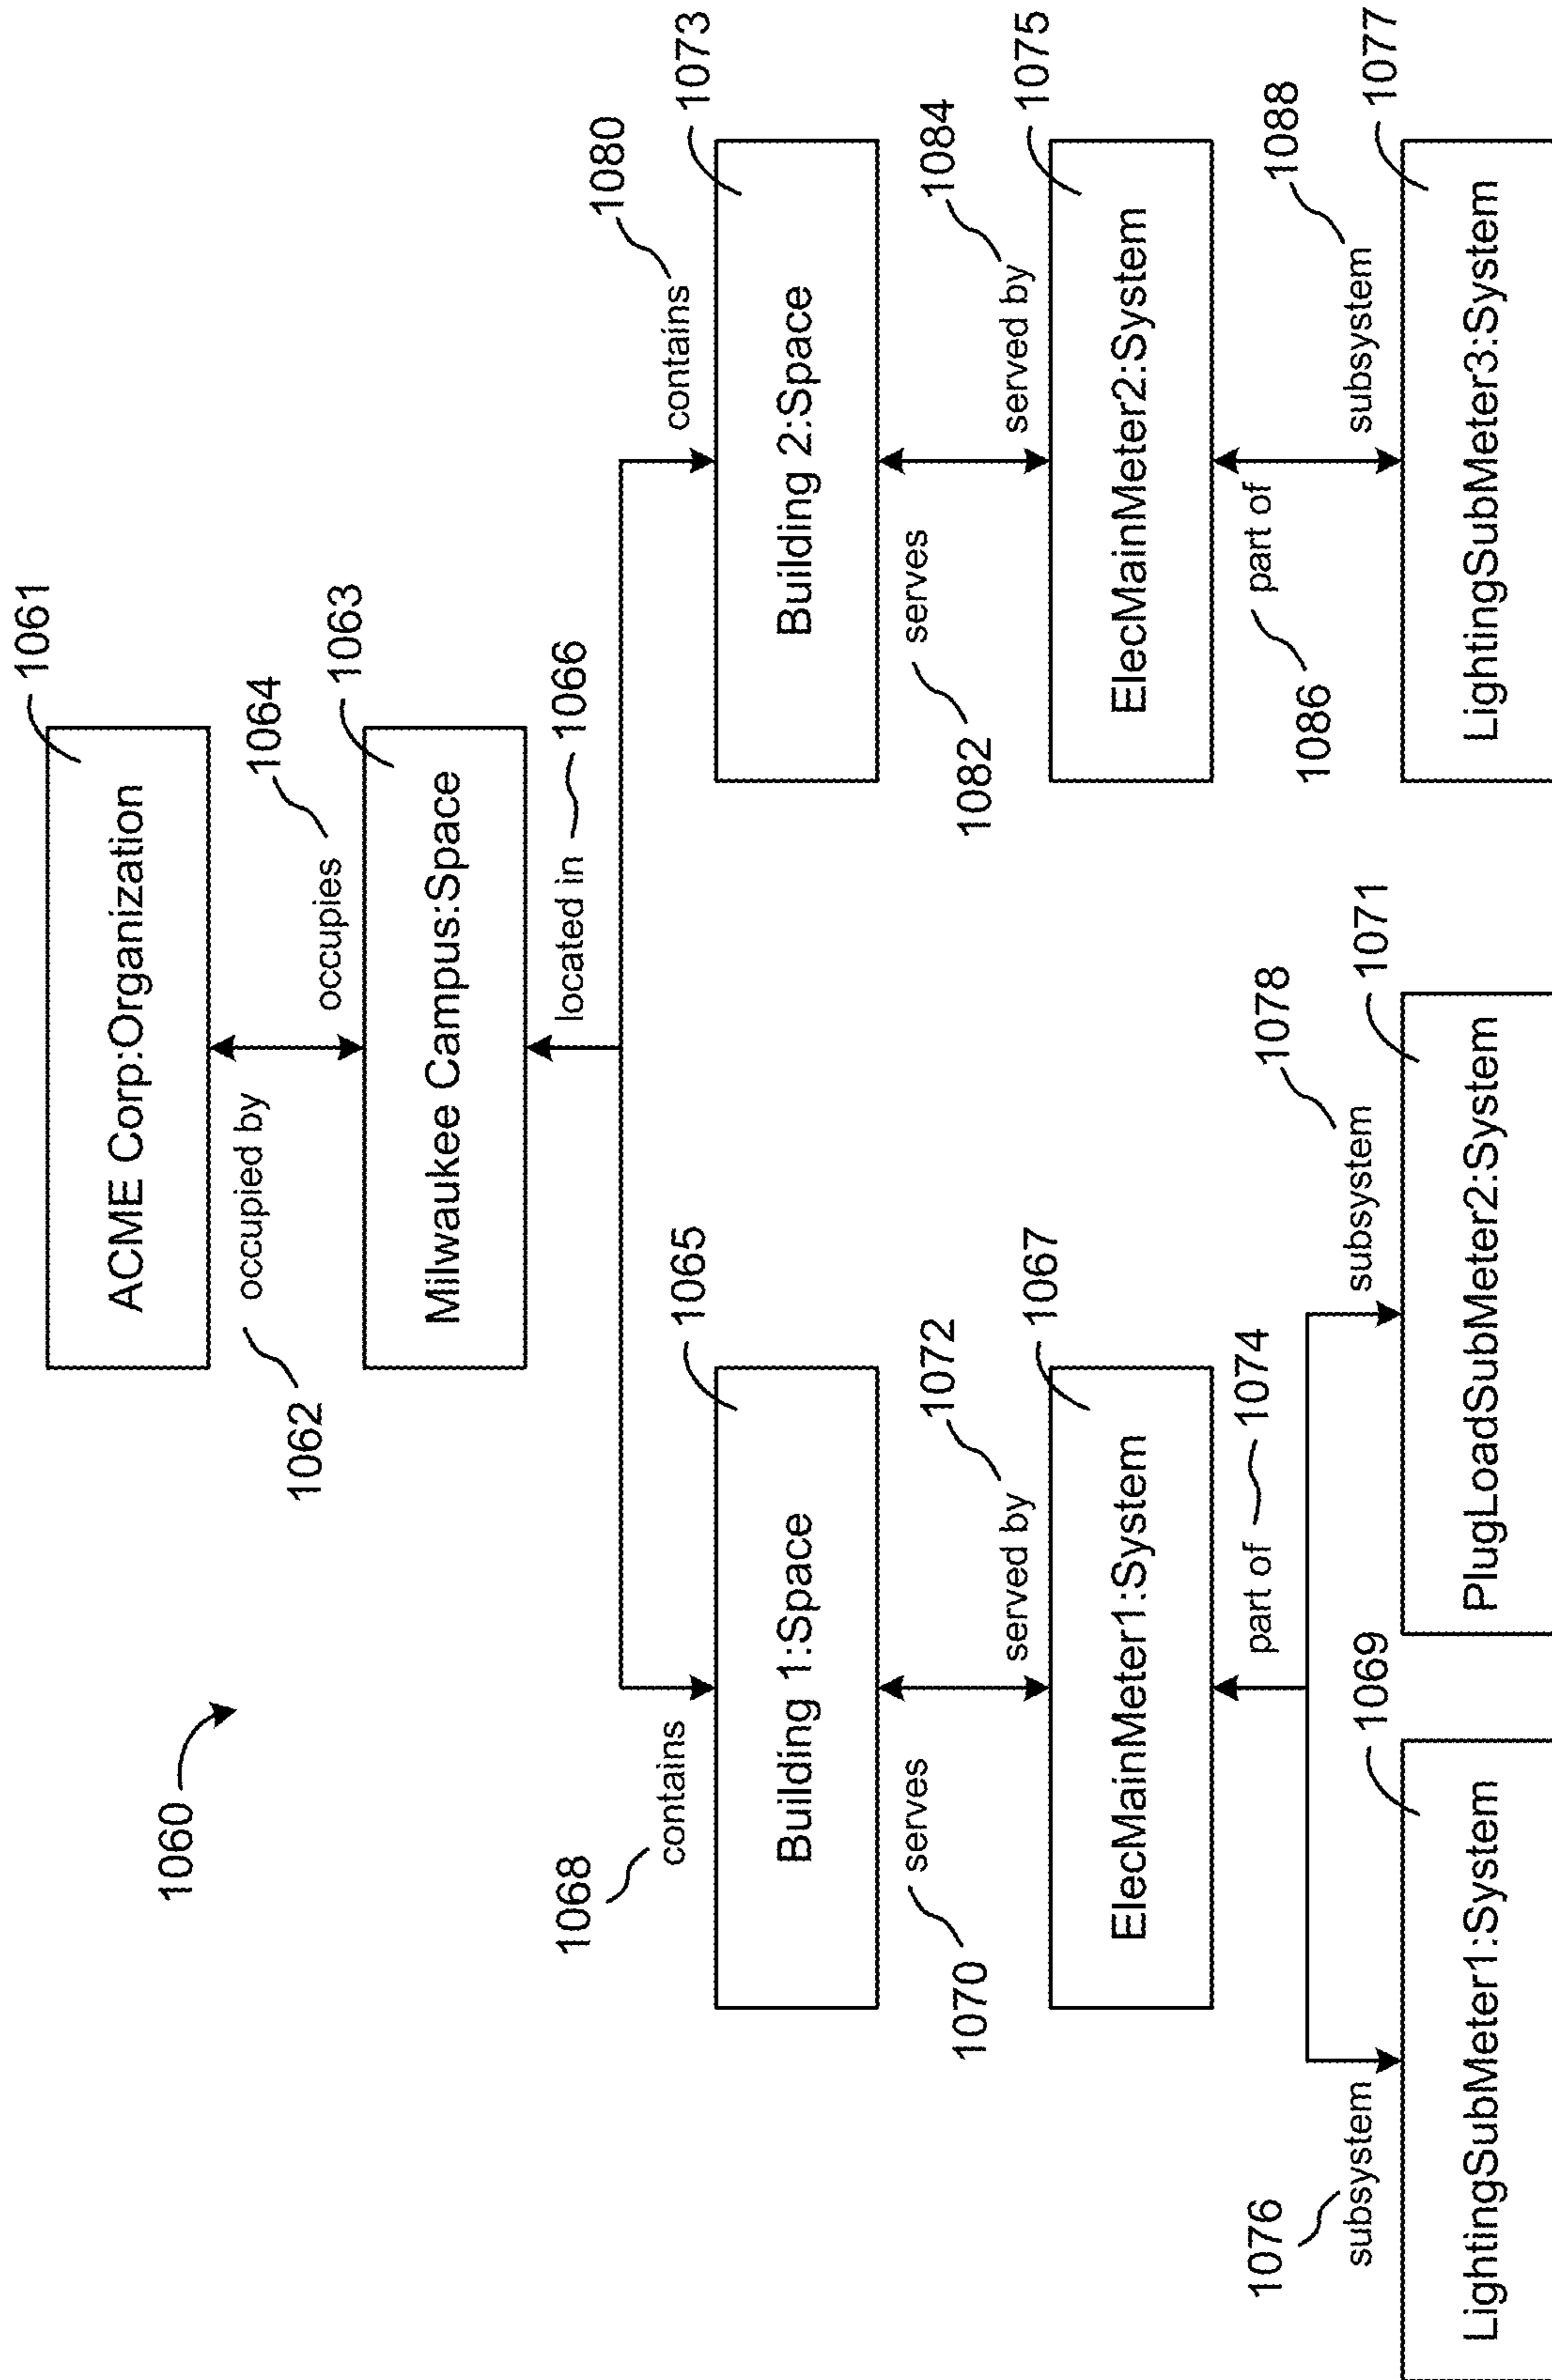 1060
ACME Corp:Organization
1061
occupied by
1062
occupies
1064
Milwaukee Campus:Space
1063
located in
1066
1068
contains
contains
1080
Building 1:Space
1065
Building 2:Space
1073
1070
serves
served by
1072
1082
serves
served by
1084
ElecMainMeter1:System
1067
ElecMainMeter2:System
1075
part of
1074
1086
part of
1076
subsystem
subsystem
1078
subsystem
1088
LightingSubMeter1:System
1069
PlugLoadSubMeter2:System
1071
LightingSubMeter3:System
1077